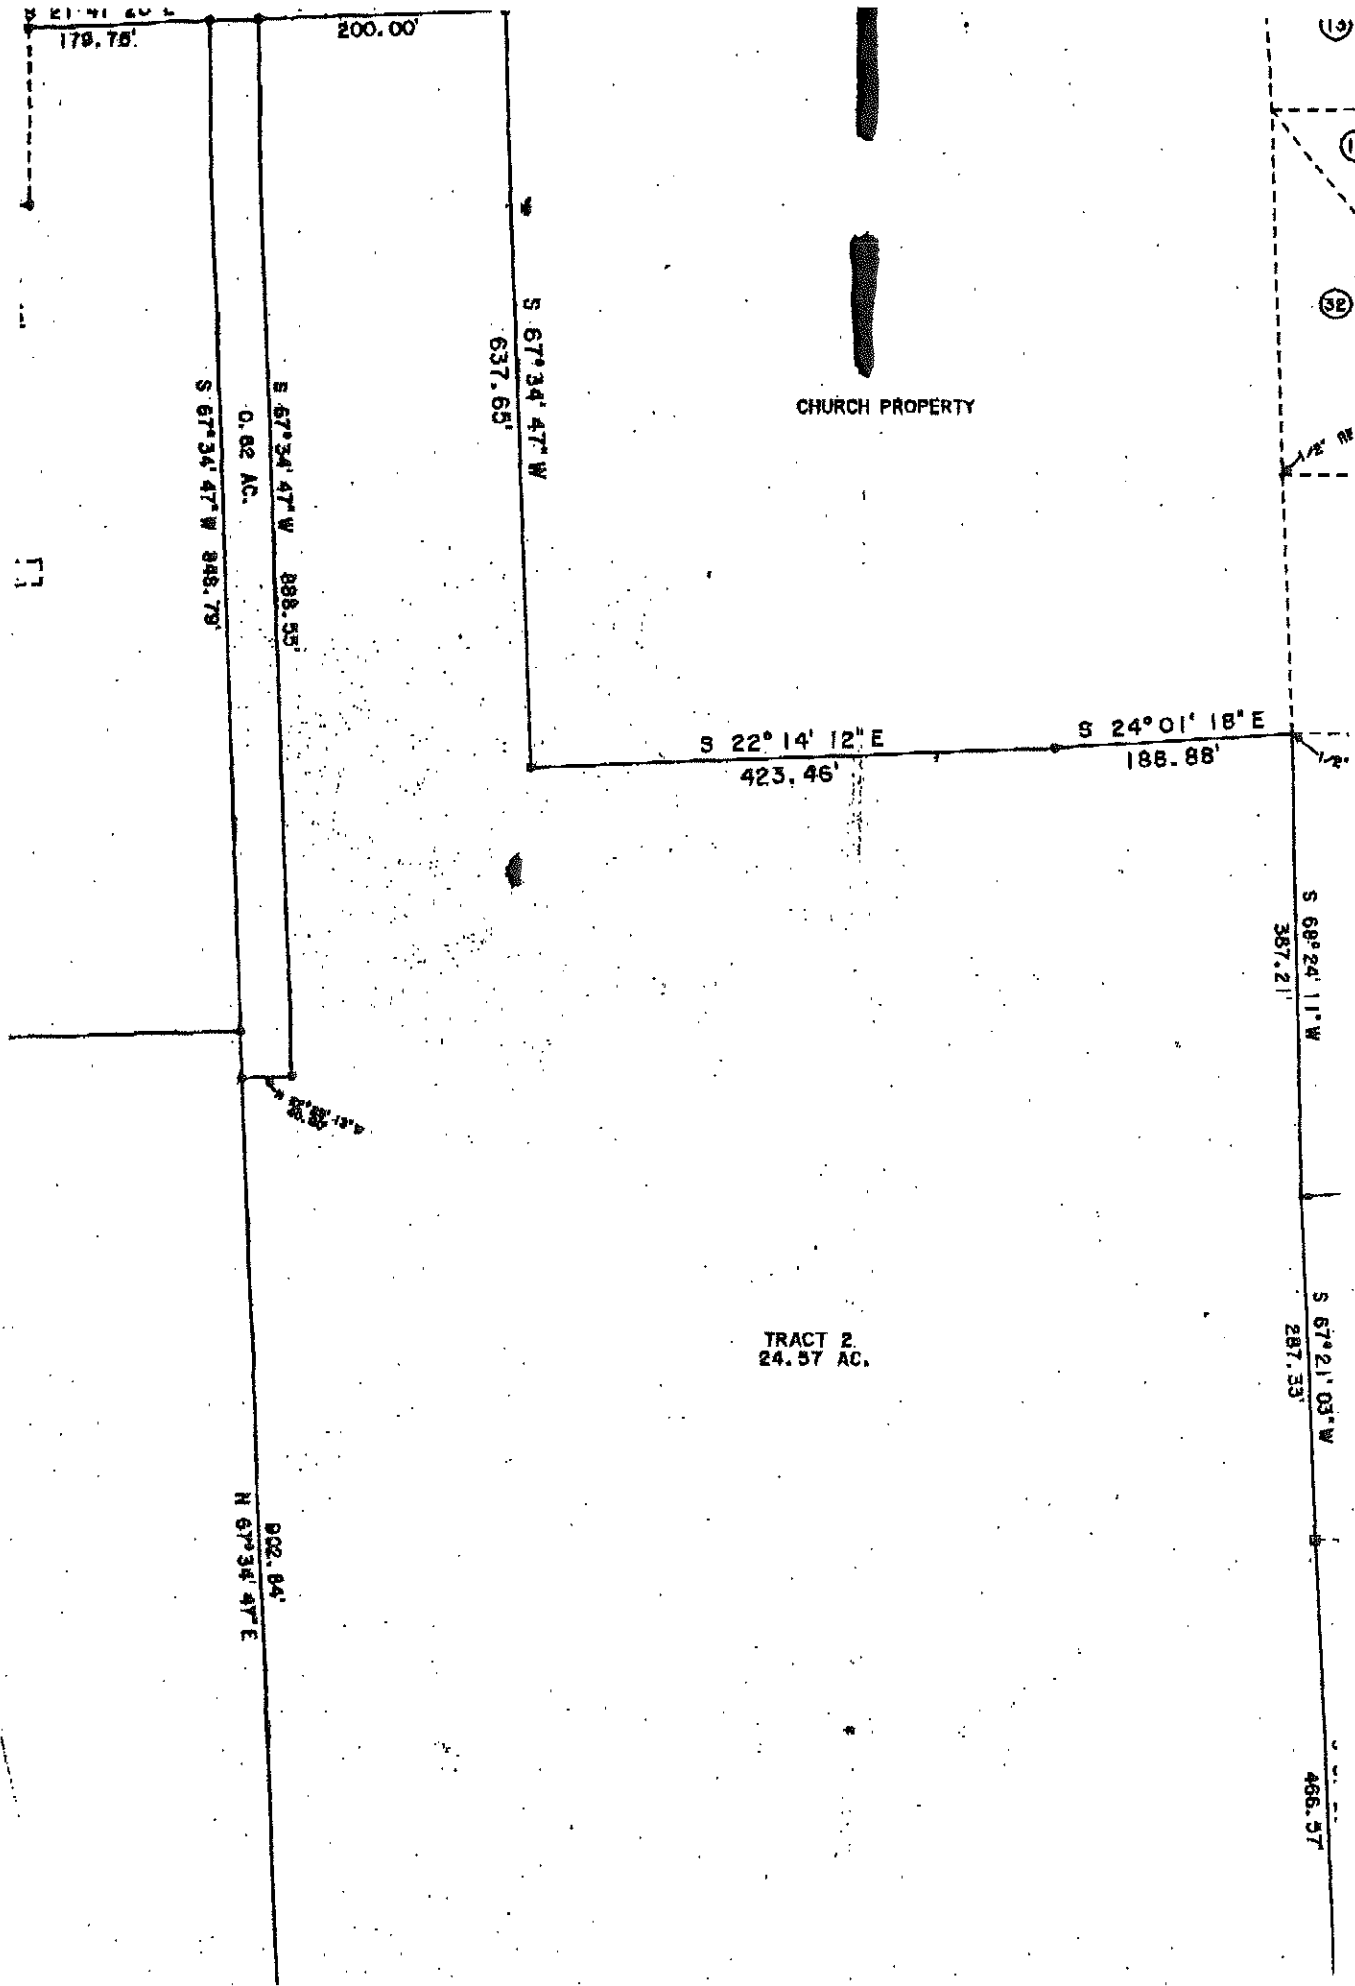 179.75'
200.00'
32
S 67°34'47" W
637.65'
CHURCH PROPERTY
S 67°34'47" W 888.55'
0.82 AC.
S 67°34'47" W 848.79'
S 22°14'12" E
423.46'
S 24°01'18" E
188.88'
S 68°24'11" W
387.21'
TRACT 2
24.57 AC.
S 67°21'03" W
287.33'
902.84'
N 67°34'47" E
466.57'